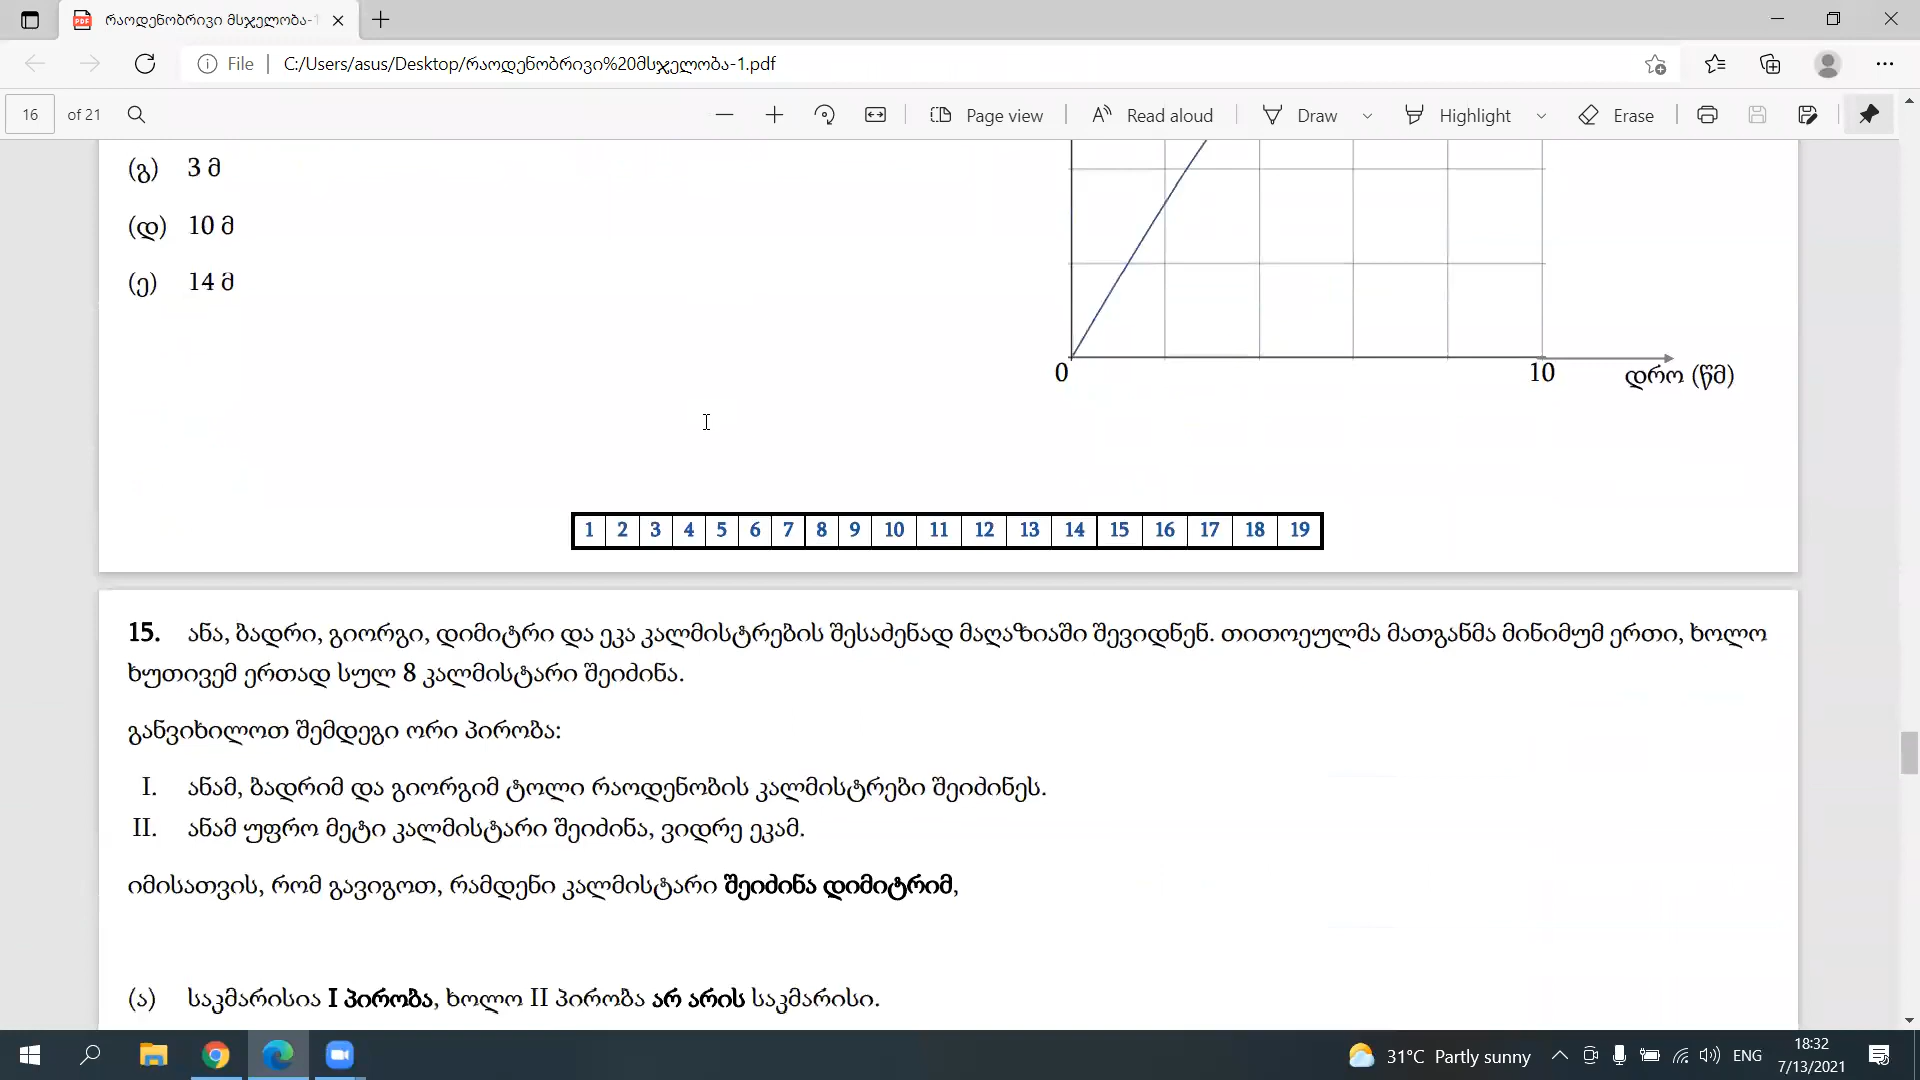 რაოდენობრივი მსჯელობა-1
File
C:/Users/asus/Desktop/რაოდენობრივი%20მსჯელობა-1.pdf
16 of 21
Page view
Read aloud
Draw
Highlight
Erase
(გ) 3 მ
(დ) 10 მ
(ე) 14 მ
0 10 დრო (წმ)
1 2 3 4 5 6 7 8 9 10 11 12 13 14 15 16 17 18 19
15. ანა, ბადრი, გიორგი, დიმიტრი და ეკა კალმისტრების შესაძენად მაღაზიაში შევიდნენ. თითოეულმა მათგანმა მინიმუმ ერთი, ხოლო
ხუთივემ ერთად სულ 8 კალმისტარი შეიძინა.
განვიხილოთ შემდეგი ორი პირობა:
I. ანამ, ბადრიმ და გიორგიმ ტოლი რაოდენობის კალმისტრები შეიძინეს.
II. ანამ უფრო მეტი კალმისტარი შეიძინა, ვიდრე ეკამ.
იმისათვის, რომ გავიგოთ, რამდენი კალმისტარი შეიძინა დიმიტრიმ,
(ა) საკმარისია I პირობა, ხოლო II პირობა არ არის საკმარისი.
31°C Partly sunny
ENG
18:32
7/13/2021